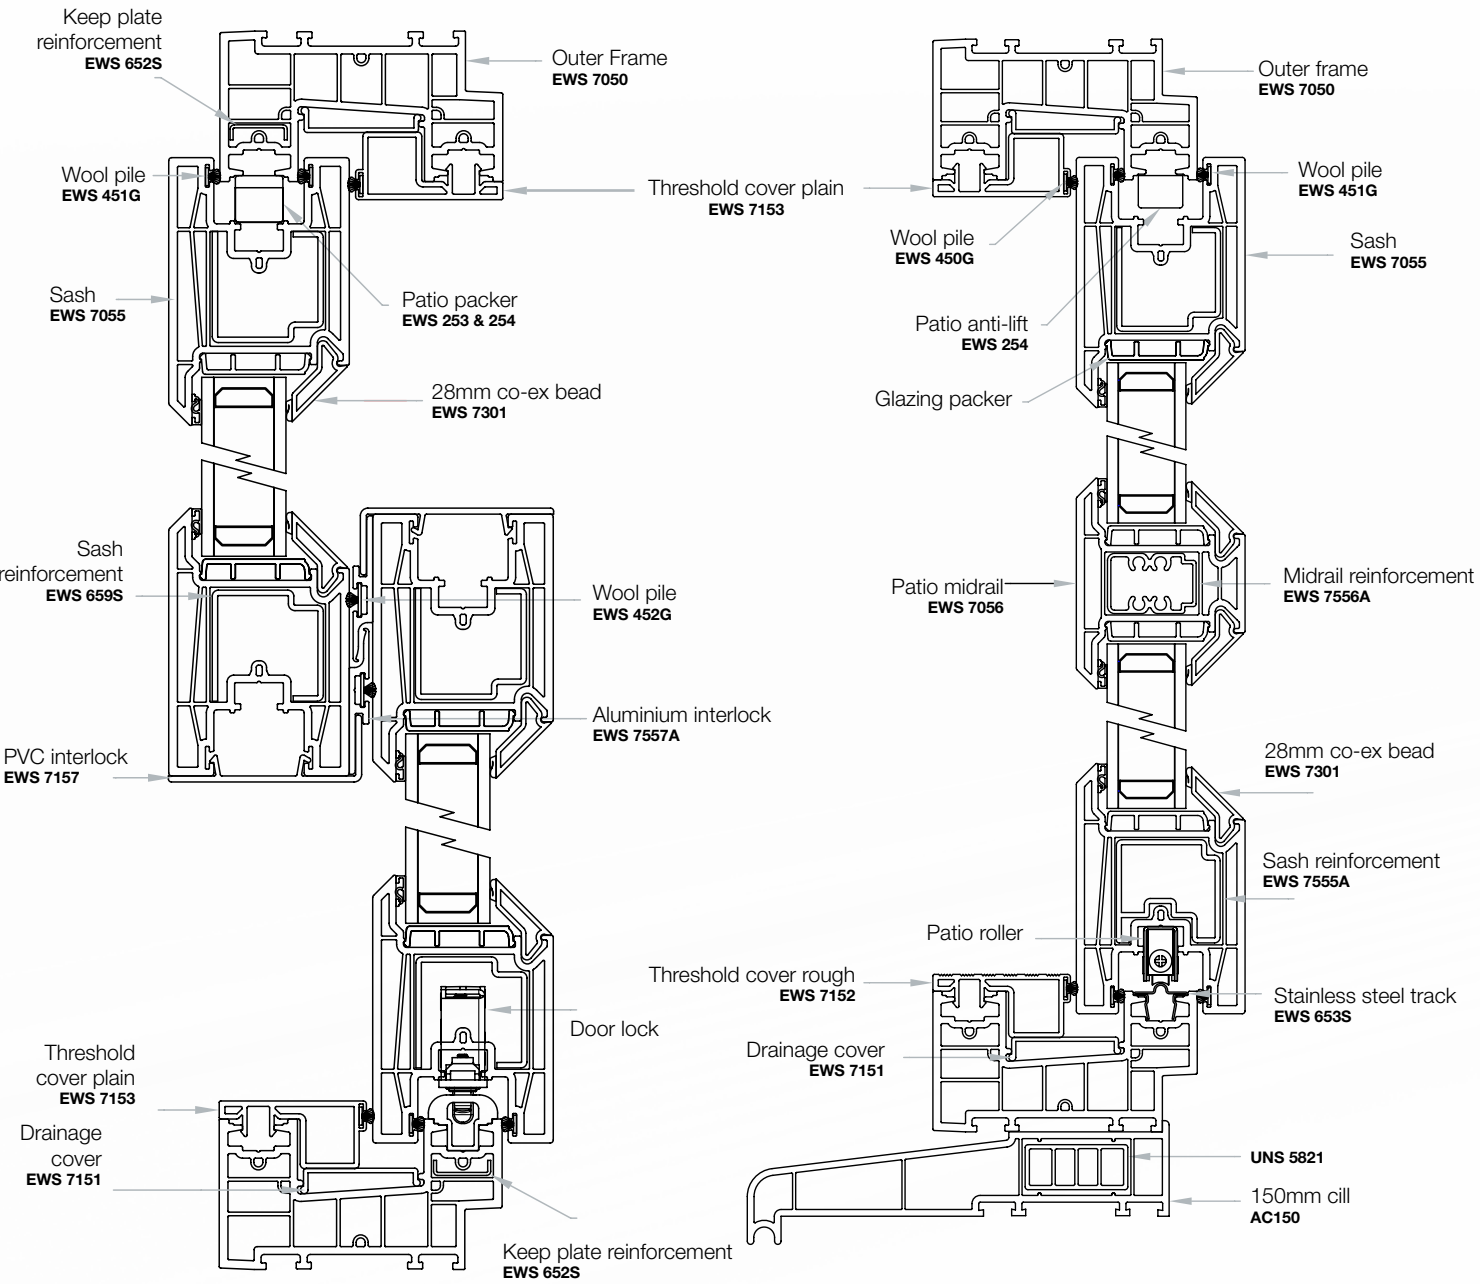 Keep plate
reinforcement
EWS 652S
Outer Frame
EWS 7050
Wool pile
EWS 451G
Threshold cover plain
EWS 7153
Sash
EWS 7055
Patio packer
EWS 253 & 254
28mm co-ex bead
EWS 7301
Sash
reinforcement
EWS 659S
Wool pile
EWS 452G
Aluminium interlock
EWS 7557A
PVC interlock
EWS 7157
Door lock
Threshold
cover plain
EWS 7153
Drainage
cover
EWS 7151
Keep plate reinforcement
EWS 652S
Outer frame
EWS 7050
Wool pile
EWS 451G
Wool pile
EWS 450G
Sash
EWS 7055
Patio anti-lift
EWS 254
Glazing packer
Patio midrail
EWS 7056
Midrail reinforcement
EWS 7556A
28mm co-ex bead
EWS 7301
Sash reinforcement
EWS 7555A
Patio roller
Threshold cover rough
EWS 7152
Stainless steel track
EWS 653S
Drainage cover
EWS 7151
UNS 5821
150mm cill
AC150